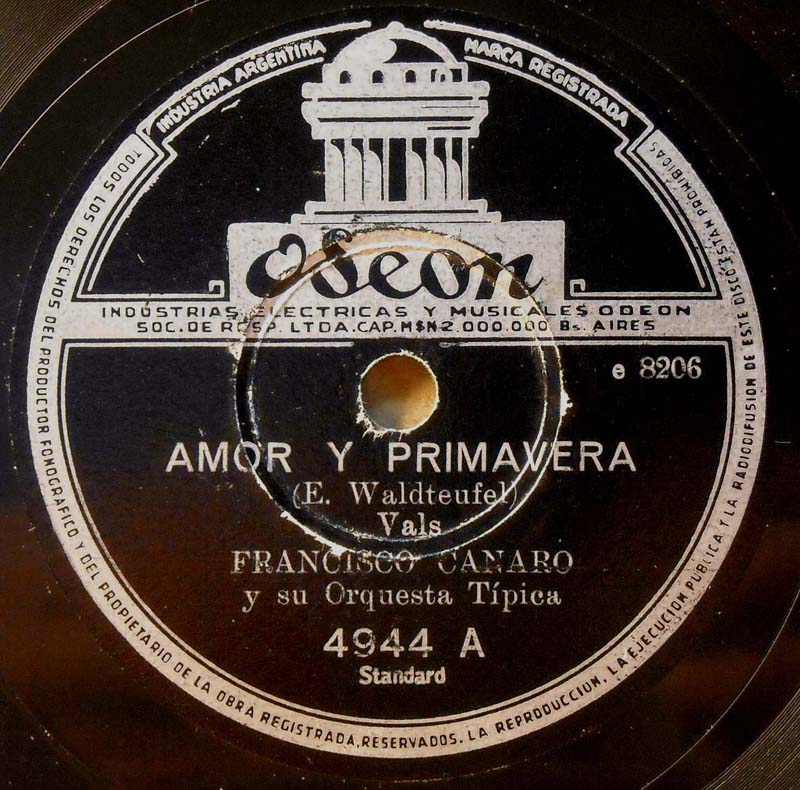 INDUSTRIA ARGENTINA
MARCA REGISTRADA
Odeon
INDUSTRIAS ELECTRICAS Y MUSICALES ODEON
SOC. DE RESP. LTDA. CAP. M$N 2.000.000 Bs. AIRES
e 8206
AMOR Y PRIMAVERA
(E. Waldteufel)
Vals
FRANCISCO CANARO
y su Orquesta Típica
4944 A
Standard
TODOS LOS DERECHOS DEL PRODUCTOR FONOGRAFICO Y DEL PROPIETARIO DE LA OBRA REGISTRADA, RESERVADOS. LA REPRODUCCION, LA EJECUCION PUBLICA Y LA RADIODIFUSION DE ESTE DISCO ESTAN PROHIBIDAS